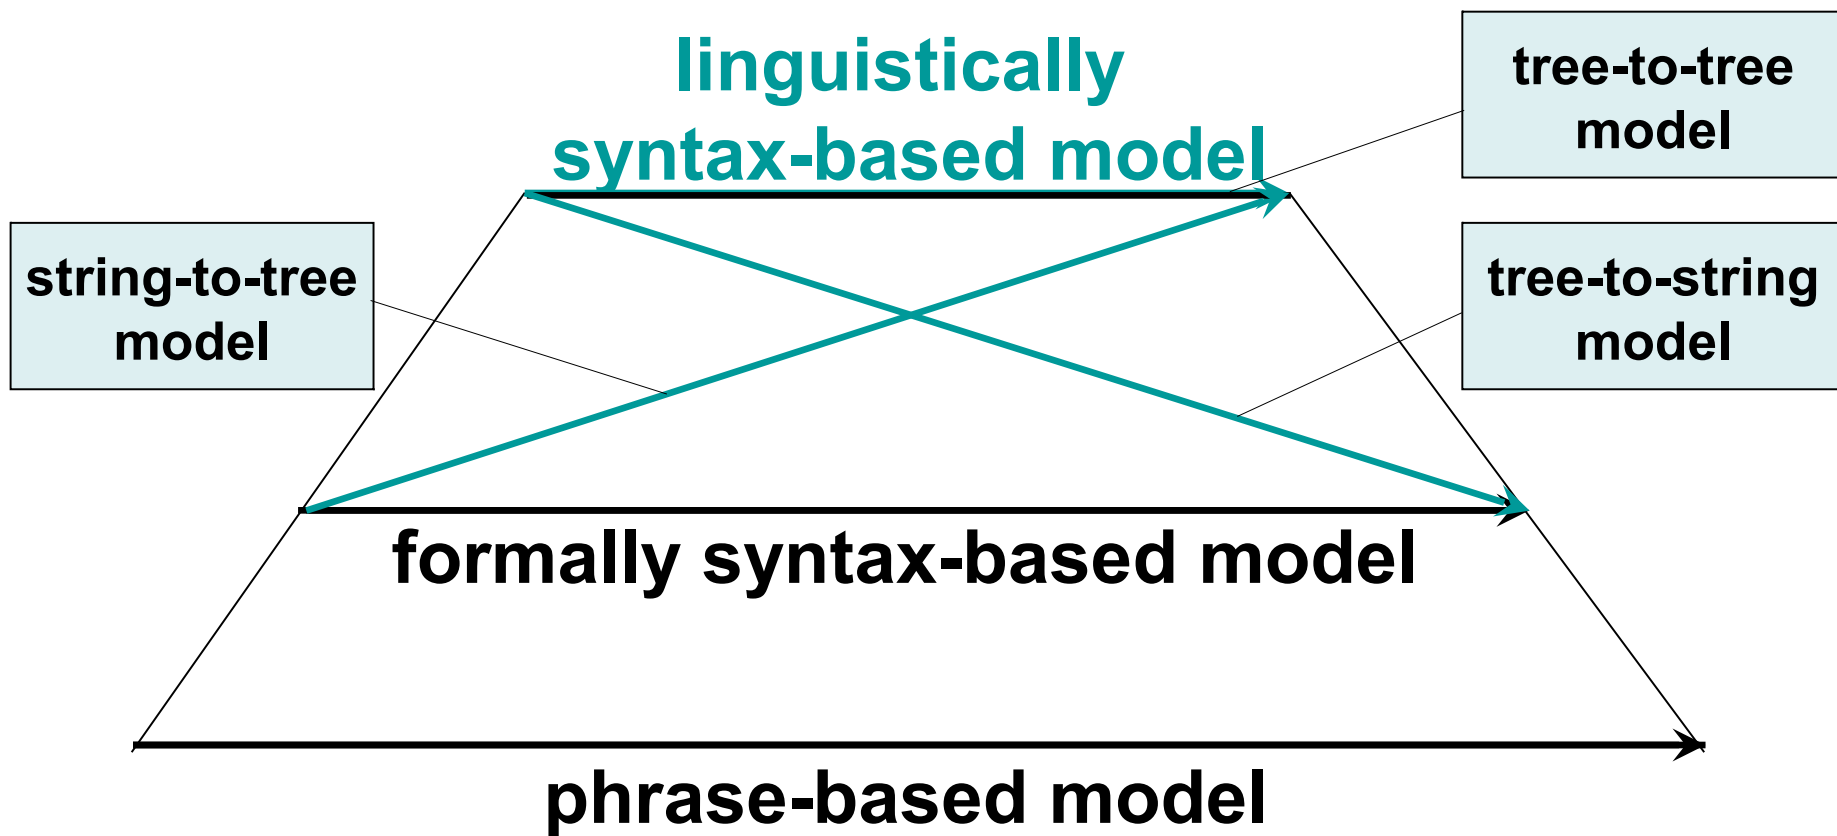 linguistically
syntax-based model
tree-to-tree
model
string-to-tree
model
tree-to-string
model
formally syntax-based model
phrase-based model